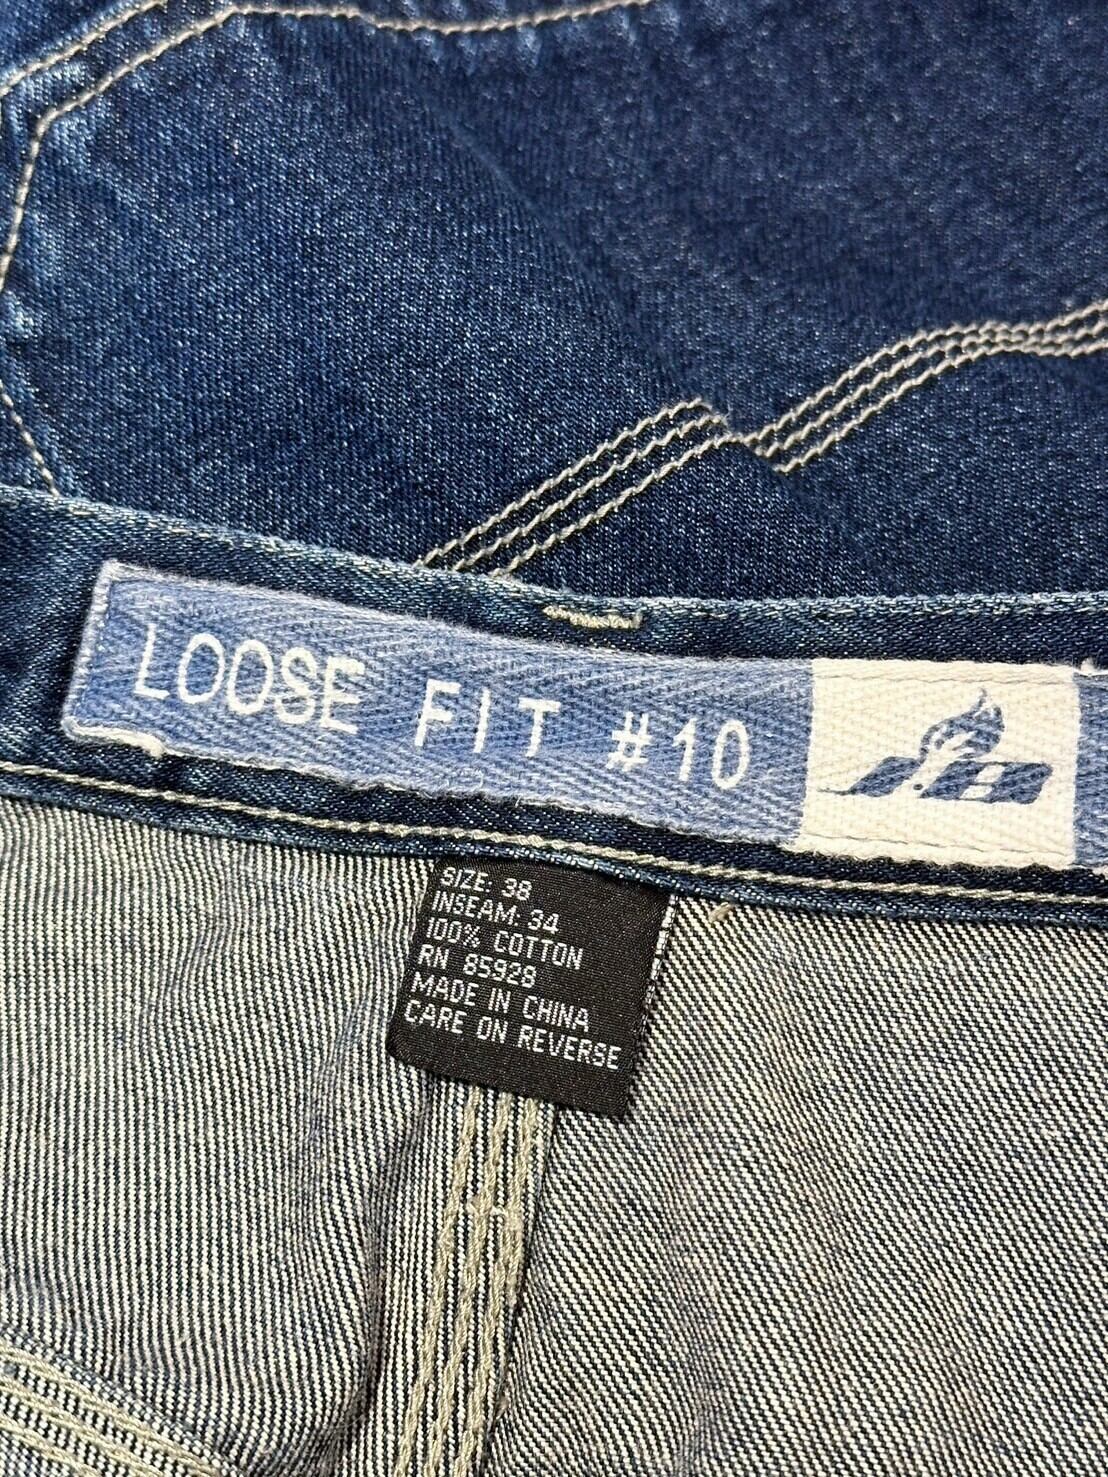 LOOSE FIT #10
SIZE: 38
INSEAM: 34
100% COTTON
RN 85928
MADE IN CHINA
CARE ON REVERSE